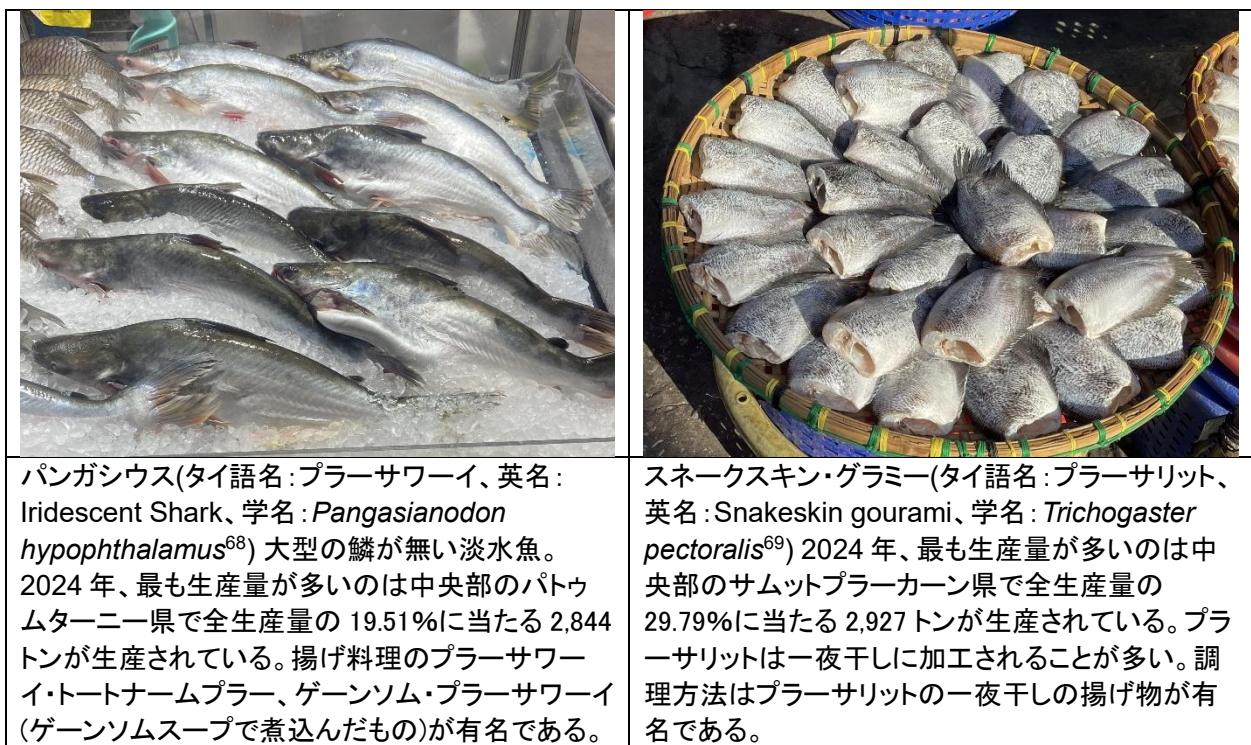 パンガシウス(タイ語名：プラーサワーイ、英名：
Iridescent Shark、学名：Pangasianodon
hypophthalamus68) 大型の鱗が無い淡水魚。
2024 年、最も生産量が多いのは中央部のパトゥ
ムターニー県で全生産量の 19.51%に当たる 2,844
トンが生産されている。揚げ料理のプラーサワー
イ・トートナームプラー、ゲーンソム・プラーサワーイ
(ゲーンソムスープで煮込んだもの)が有名である。
スネークスキン・グラミー(タイ語名：プラーサリット、
英名：Snakeskin gourami、学名：Trichogaster
pectoralis69) 2024 年、最も生産量が多いのは中
央部のサムットプラーカーン県で全生産量の
29.79%に当たる 2,927 トンが生産されている。プラ
ーサリットは一夜干しに加工されることが多い。調
理方法はプラーサリットの一夜干しの揚げ物が有
名である。